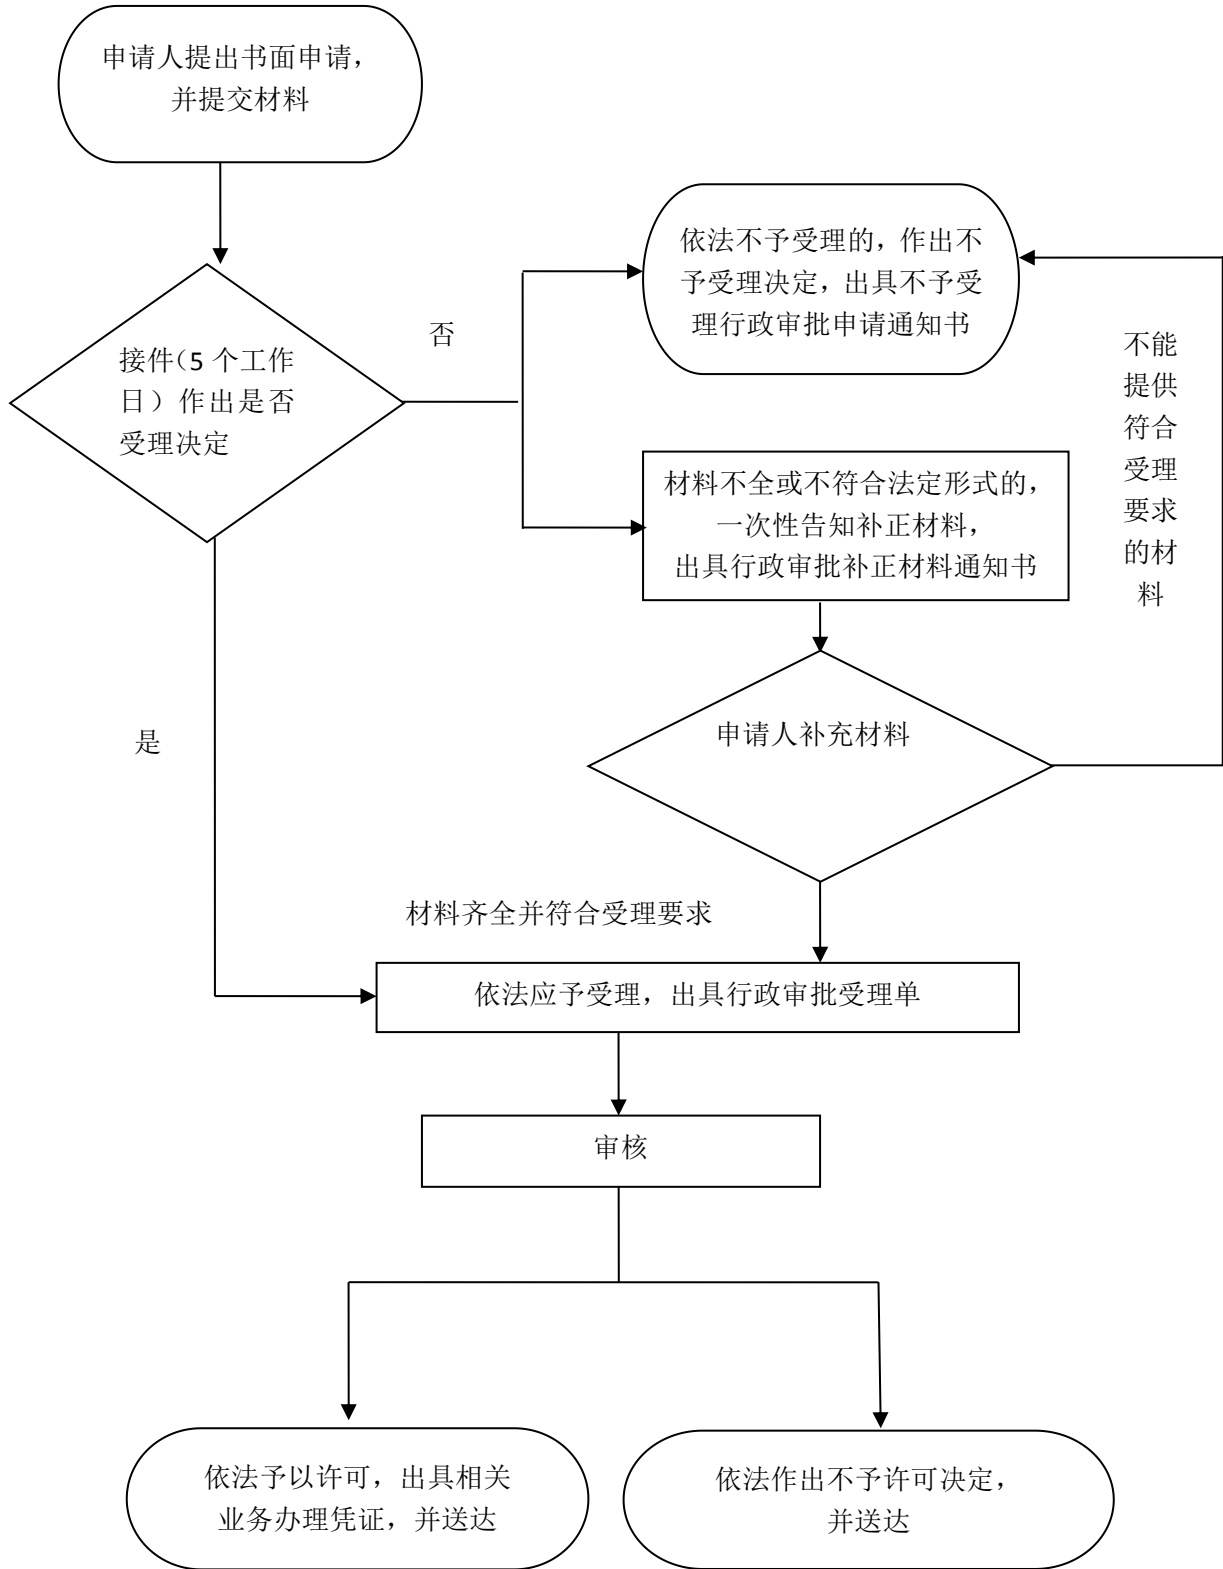 申请人提出书面申请，
并提交材料
依法不予受理的，作出不
予受理决定，出具不予受
理行政审批申请通知书
否
接件（5 个工作
日）作出是否
受理决定
不能
提供
符合
受理
要求
的材
料
材料不全或不符合法定形式的，
一次性告知补正材料，
出具行政审批补正材料通知书
是
申请人补充材料
材料齐全并符合受理要求
依法应予受理，出具行政审批受理单
审核
依法予以许可，出具相关
业务办理凭证，并送达
依法作出不予许可决定，
并送达